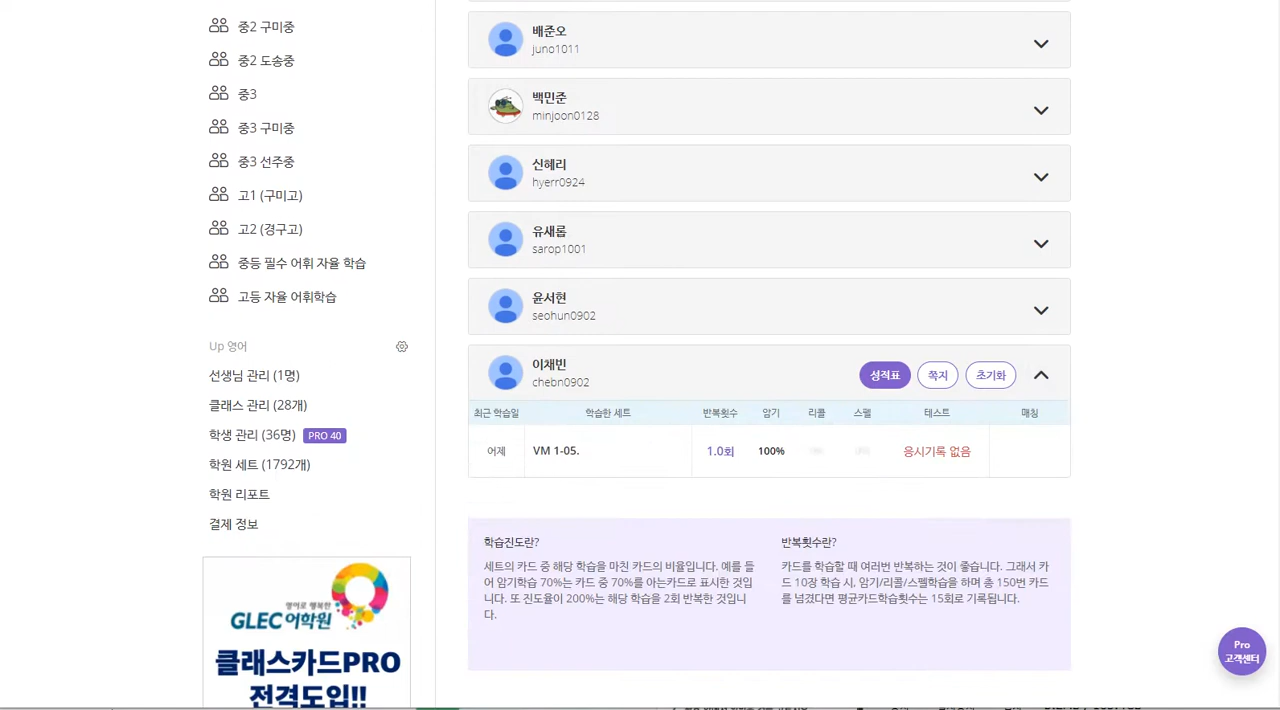 중2 구미중
중2 도송중
중3
중3 구미중
중3 선주중
고1 (구미고)
고2 (경구고)
중등 필수 어휘 자율 학습
고등 자율 어휘학습
Up 영어
선생님 관리 (1명)
클래스 관리 (28개)
학생 관리 (36명) PRO 40
학원 세트 (1792개)
학원 리포트
결제 정보
영어로 행복한
GLEC어학원
클래스카드PRO
전격도입!!
배준오
juno1011
백민준
minjoon0128
신혜리
hyerr0924
유새롬
sarop1001
윤서현
seohun0902
이채빈
chebn0902
성적표 쪽지 초기화
최근 학습일 학습한 세트 반복횟수 암기 리콜 스펠 테스트 매칭
어제 VM 1-05. 1.0회 100% 응시기록 없음
학습진도란?
세트의 카드 중 해당 학습을 마친 카드의 비율입니다. 예를 들
어 암기학습 70%는 카드 중 70%를 아는카드로 표시한 것입
니다. 또 진도율이 200%는 해당 학습을 2회 반복한 것입니
다.
반복횟수란?
카드를 학습할 때 여러번 반복하는 것이 좋습니다. 그래서 카
드 10장 학습 시, 암기/리콜/스펠학습을 하며 총 150번 카드
를 넘겼다면 평균카드학습횟수는 15회로 기록됩니다.
Pro
고객센터